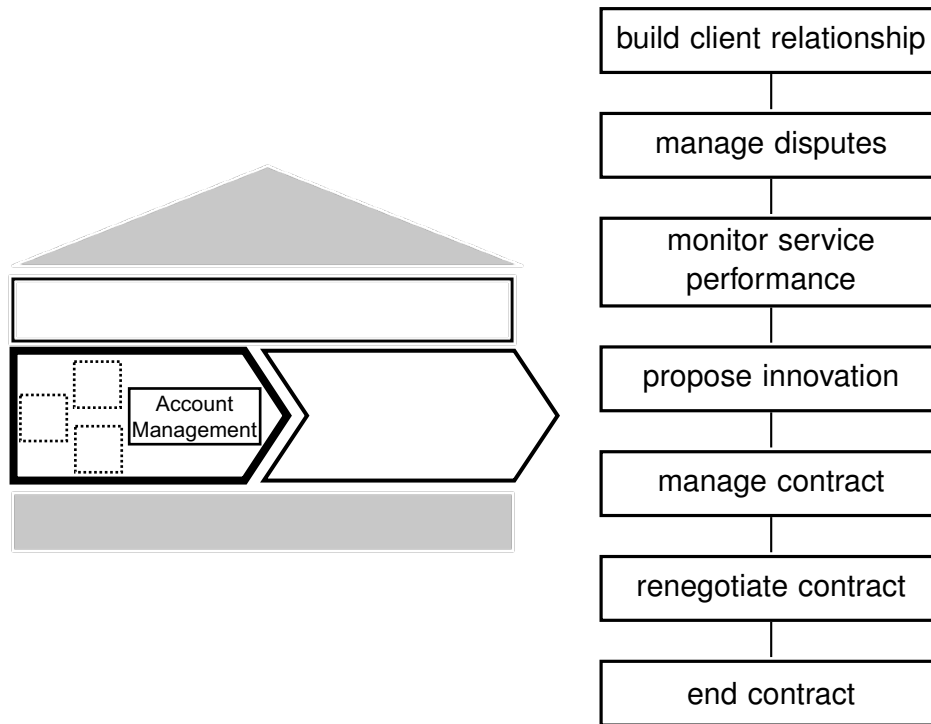 build client relationship
manage disputes
monitor service
performance
propose innovation
Account
Management
manage contract
renegotiate contract
end contract